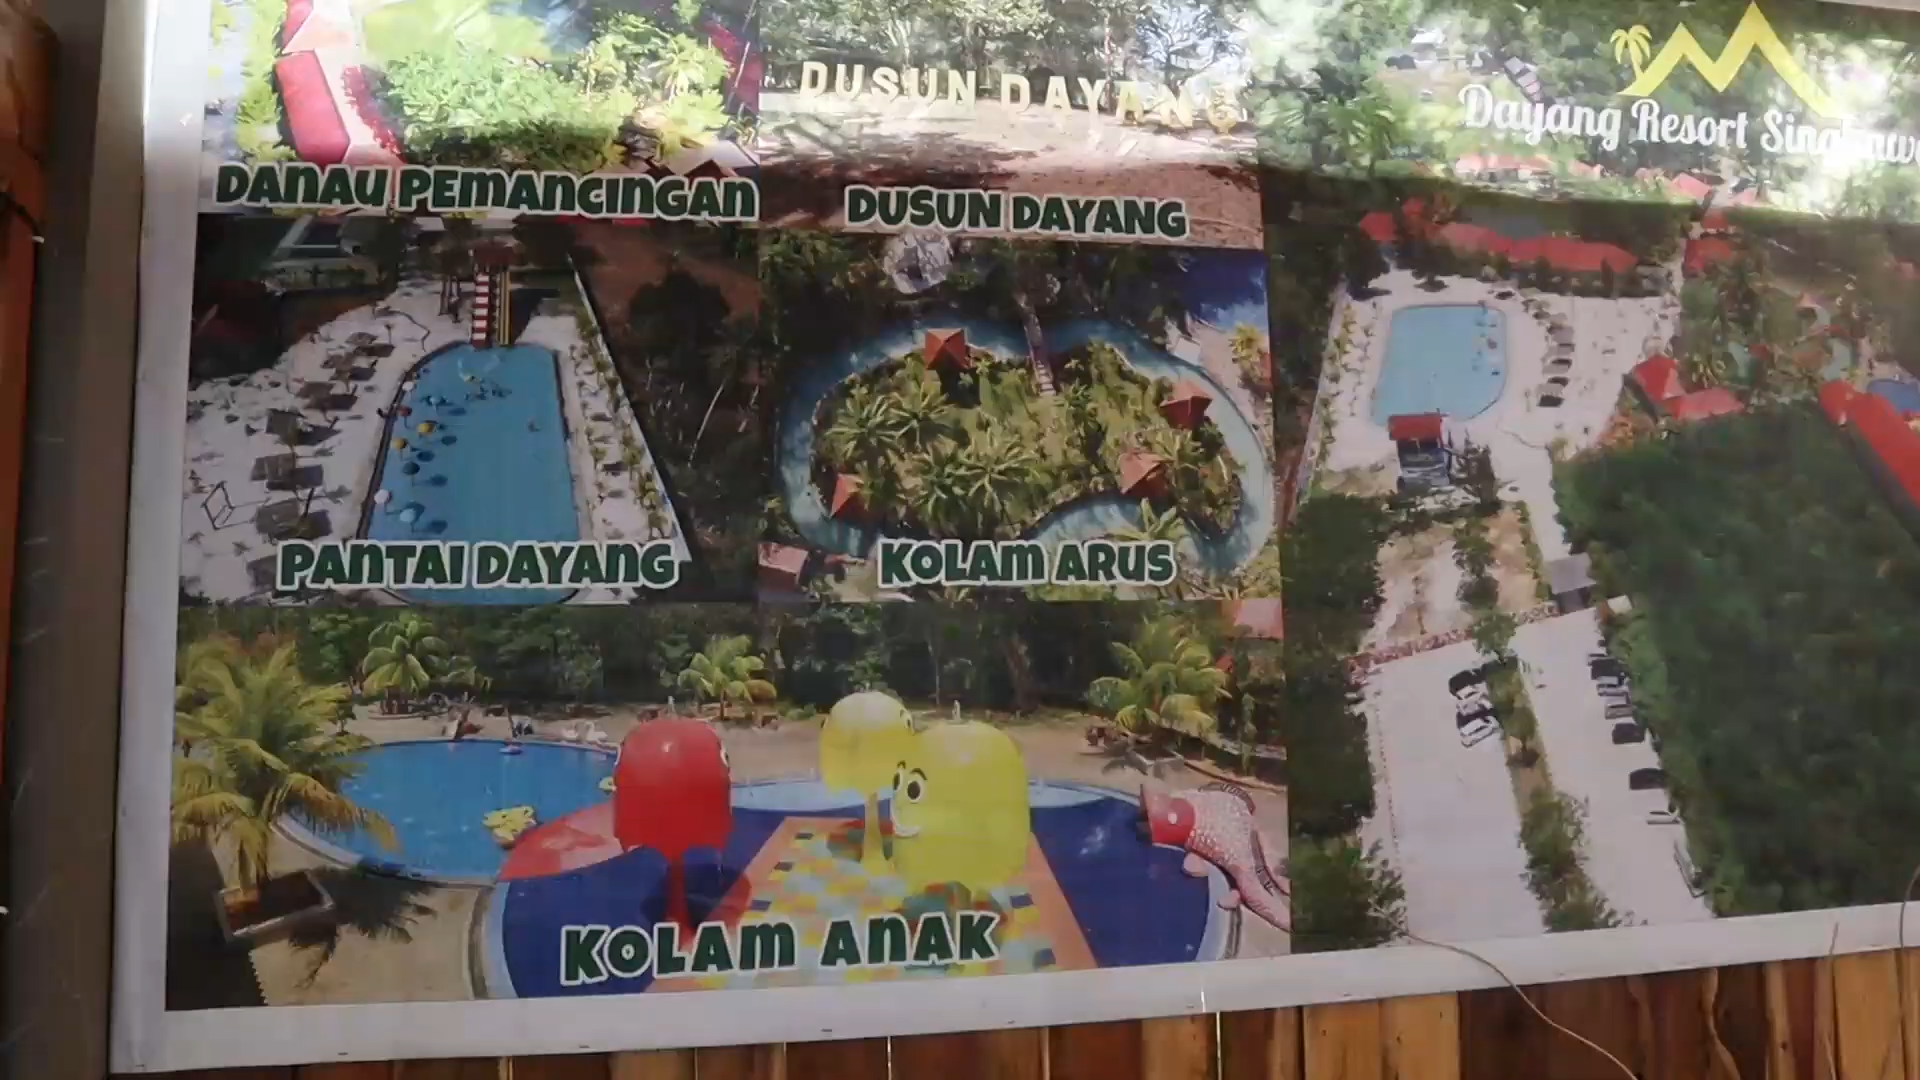 DUSUN DAYANG
Dayang Resort
DANAU PEMANCINGAN
DUSUN DAYANG
PANTAI DAYANG
KOLAM ARUS
KOLAM ANAK